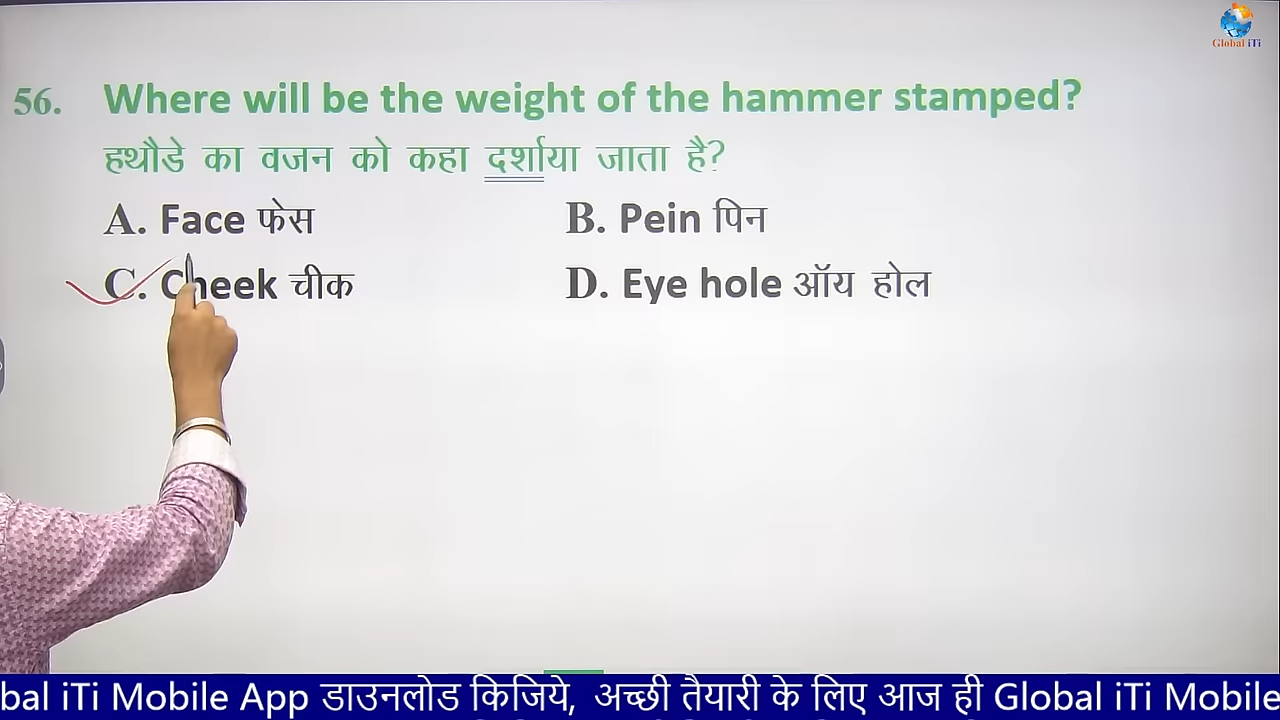 Global iTi
56. Where will be the weight of the hammer stamped?
हथौडे का वजन को कहा दर्शाया जाता है?
A. Face फेस
B. Pein पिन
C. Cheek चीक
D. Eye hole ऑय होल
bal iTi Mobile App डाउनलोड किजिये, अच्छी तैयारी के लिए आज ही Global iTi Mobile